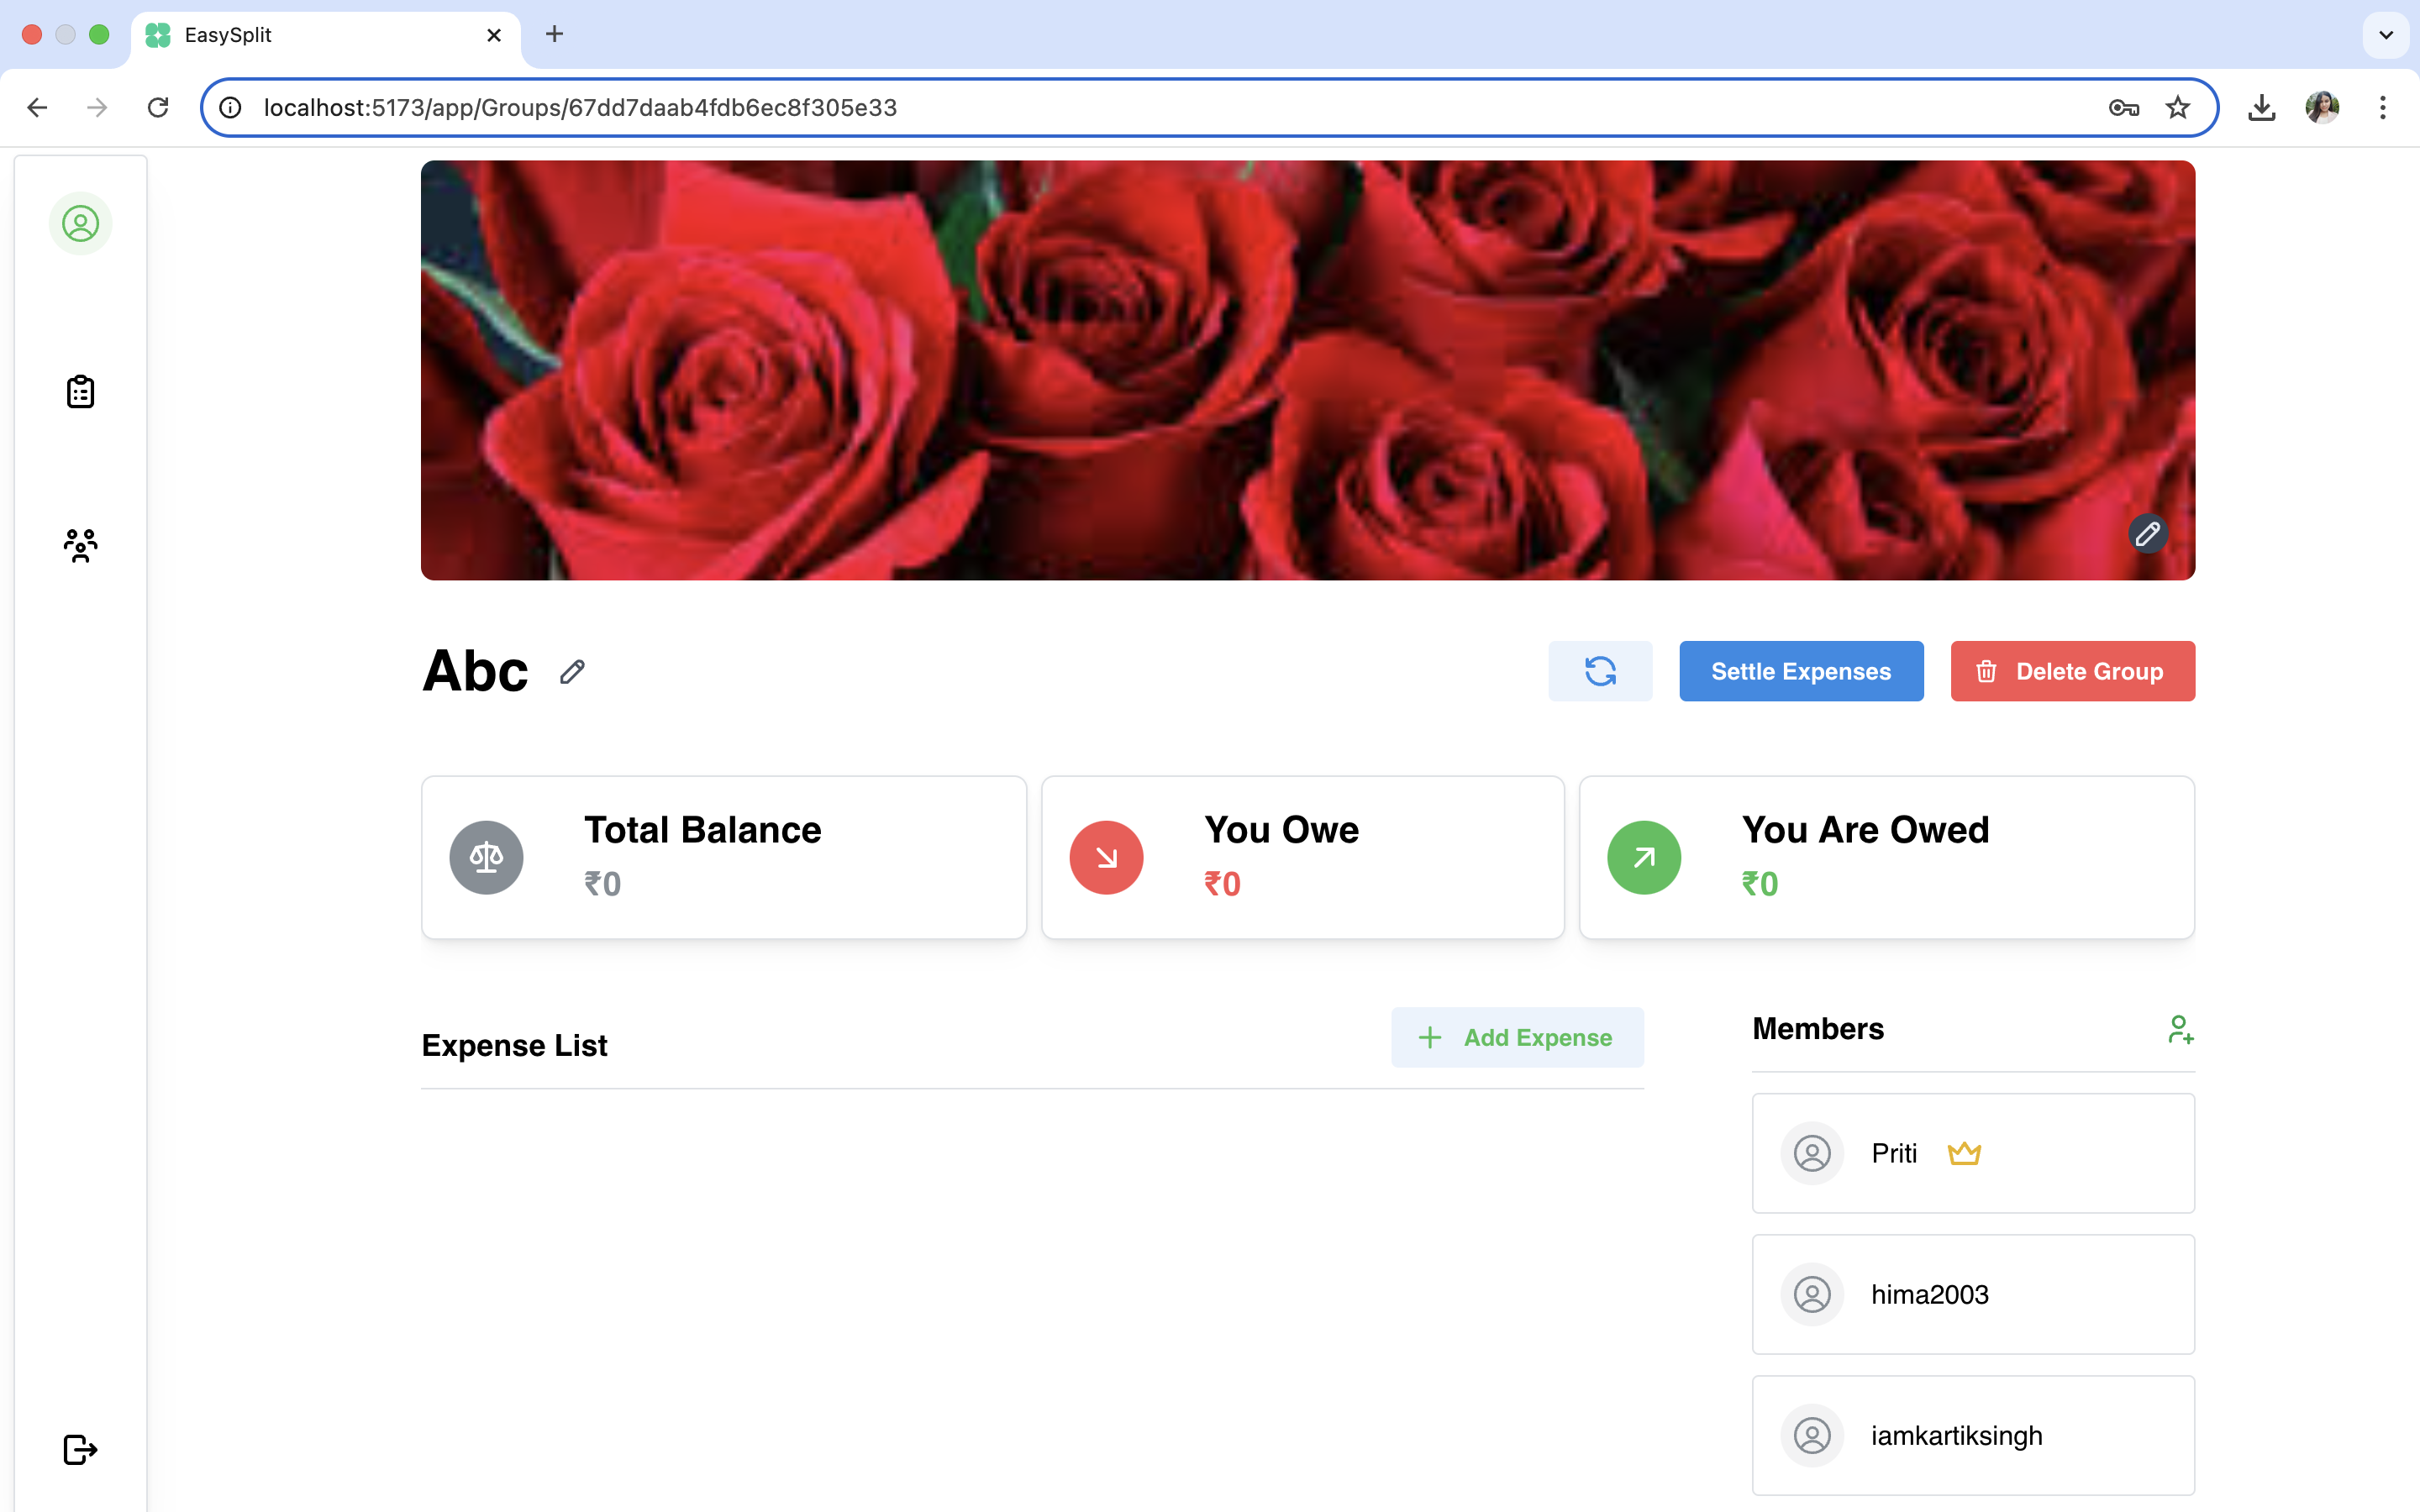 EasySplit
localhost:5173/app/Groups/67dd7daab4fdb6ec8f305e33
Abc
Settle Expenses
Delete Group
Total Balance
₹0
You Owe
₹0
You Are Owed
₹0
Expense List
Add Expense
Members
Priti
hima2003
iamkartiksingh